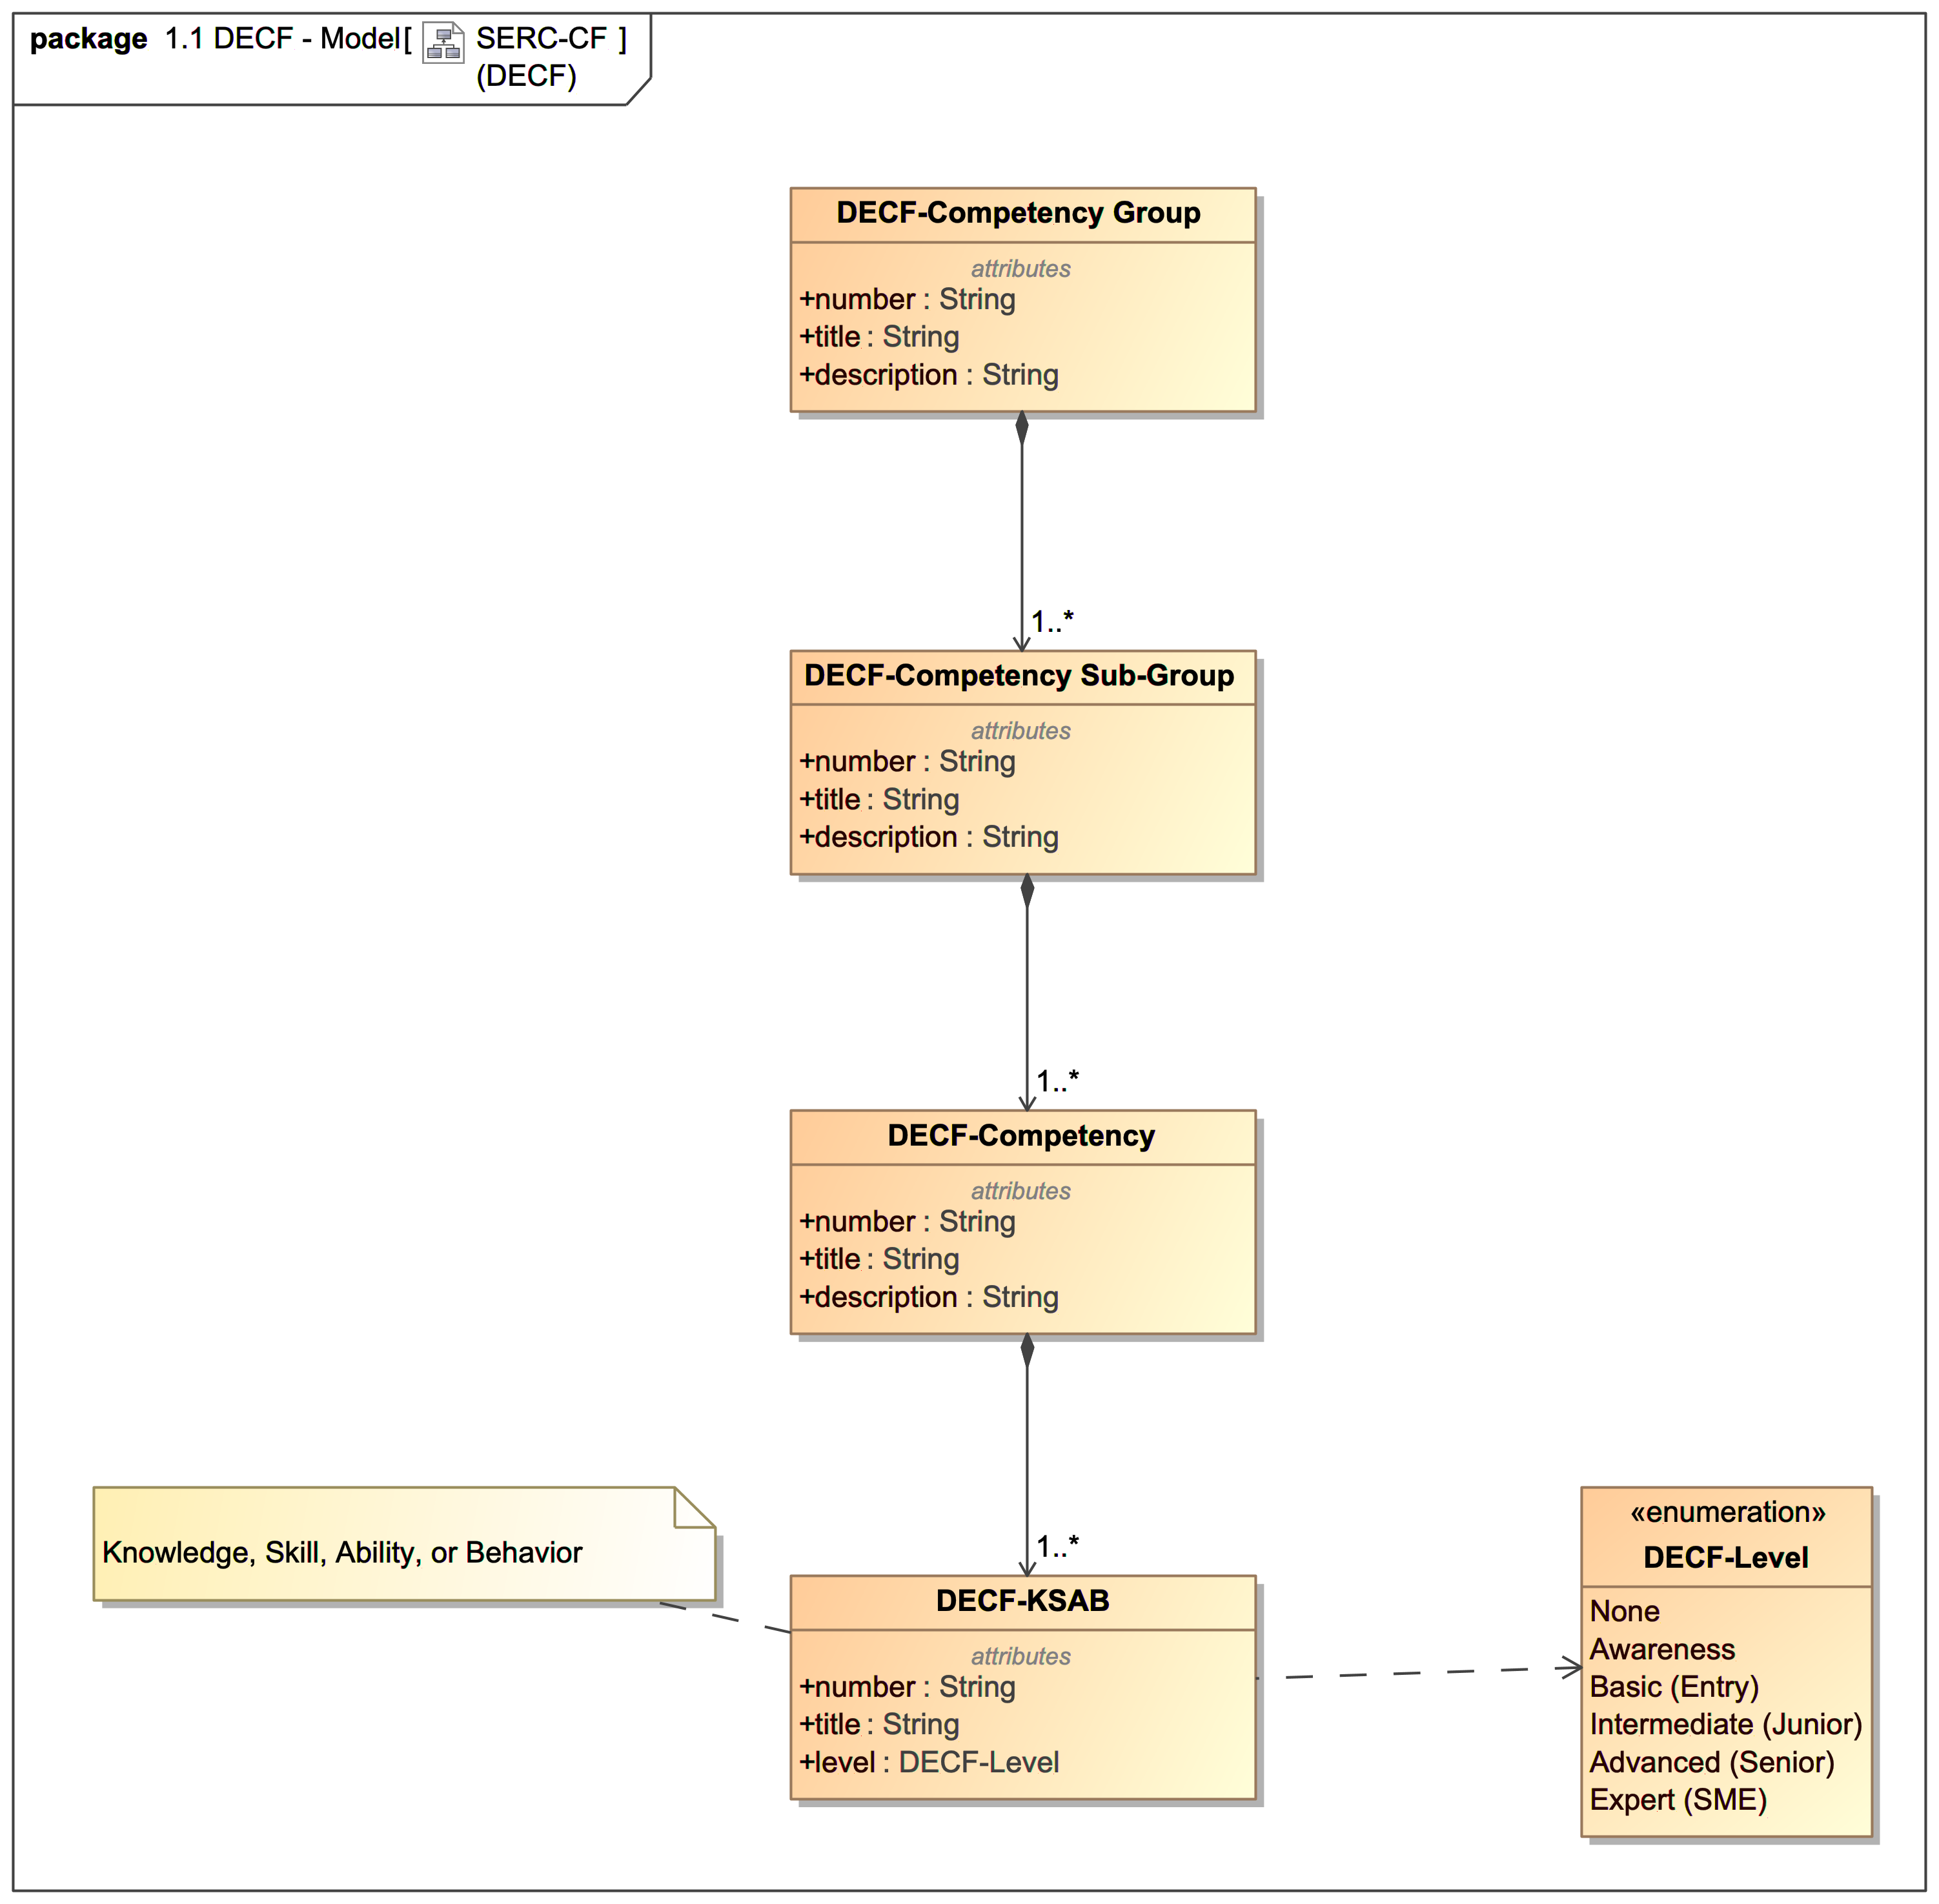 package 1.1 DECF - Model[ SERC-CF ]
(DECF)
DECF-Competency Group
attributes
+number : String
+title : String
+description : String
1..*
DECF-Competency Sub-Group
attributes
+number : String
+title : String
+description : String
1..*
DECF-Competency
attributes
+number : String
+title : String
+description : String
1..*
Knowledge, Skill, Ability, or Behavior
DECF-KSAB
attributes
+number : String
+title : String
+level : DECF-Level
«enumeration»
DECF-Level
None
Awareness
Basic (Entry)
Intermediate (Junior)
Advanced (Senior)
Expert (SME)